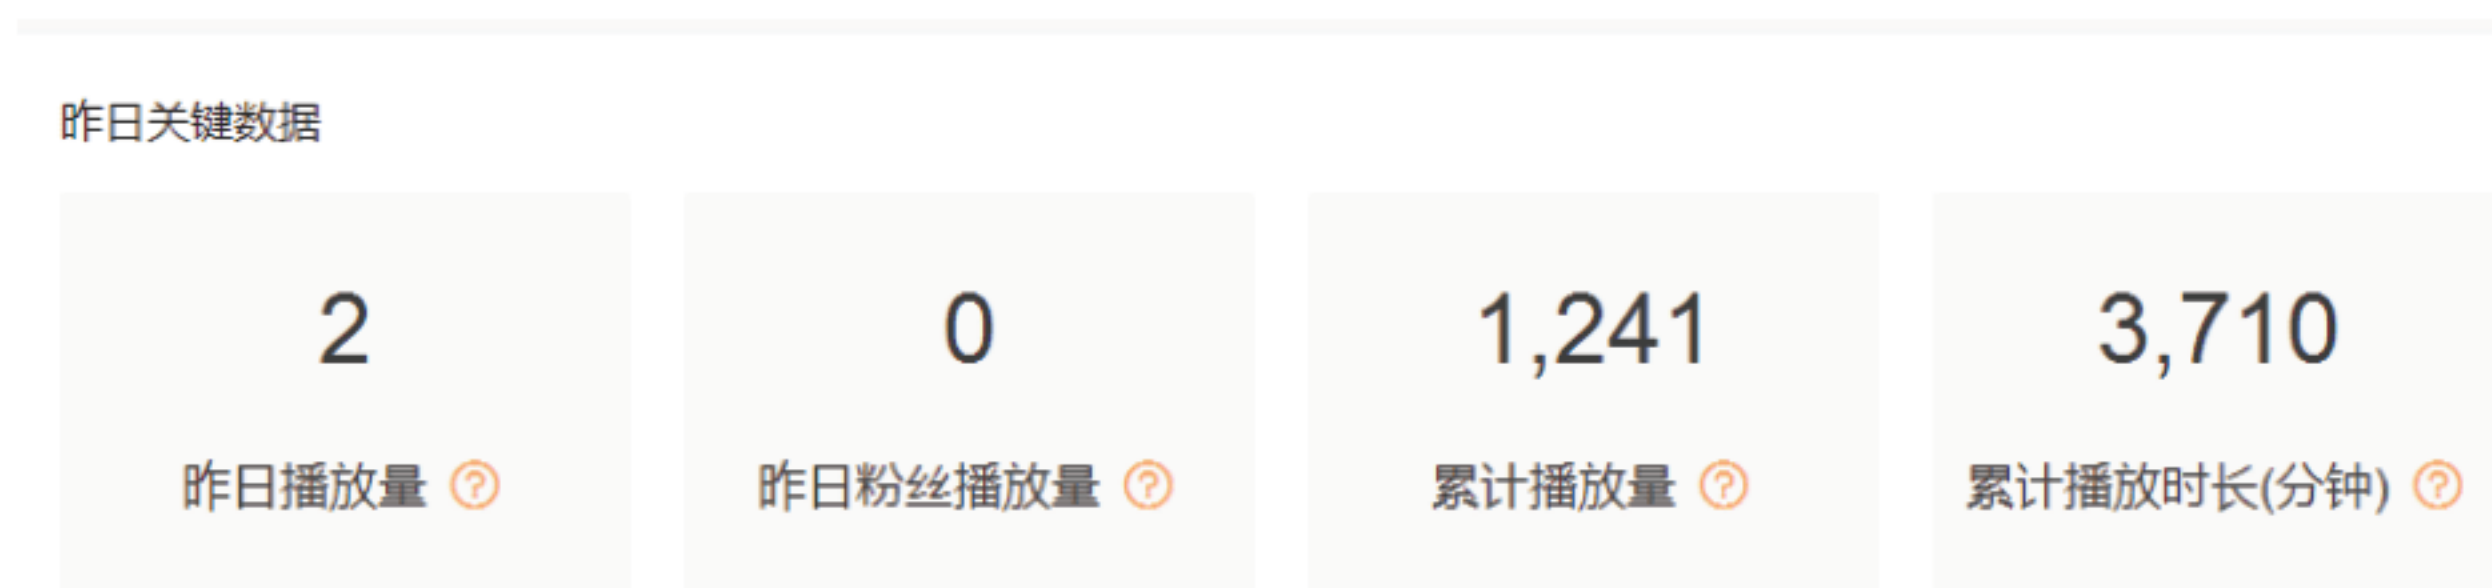 昨日关键数据
2
0
1,241
3,710
昨日播放量 ?
昨日粉丝播放量 ?
累计播放量 ?
累计播放时长(分钟) ?